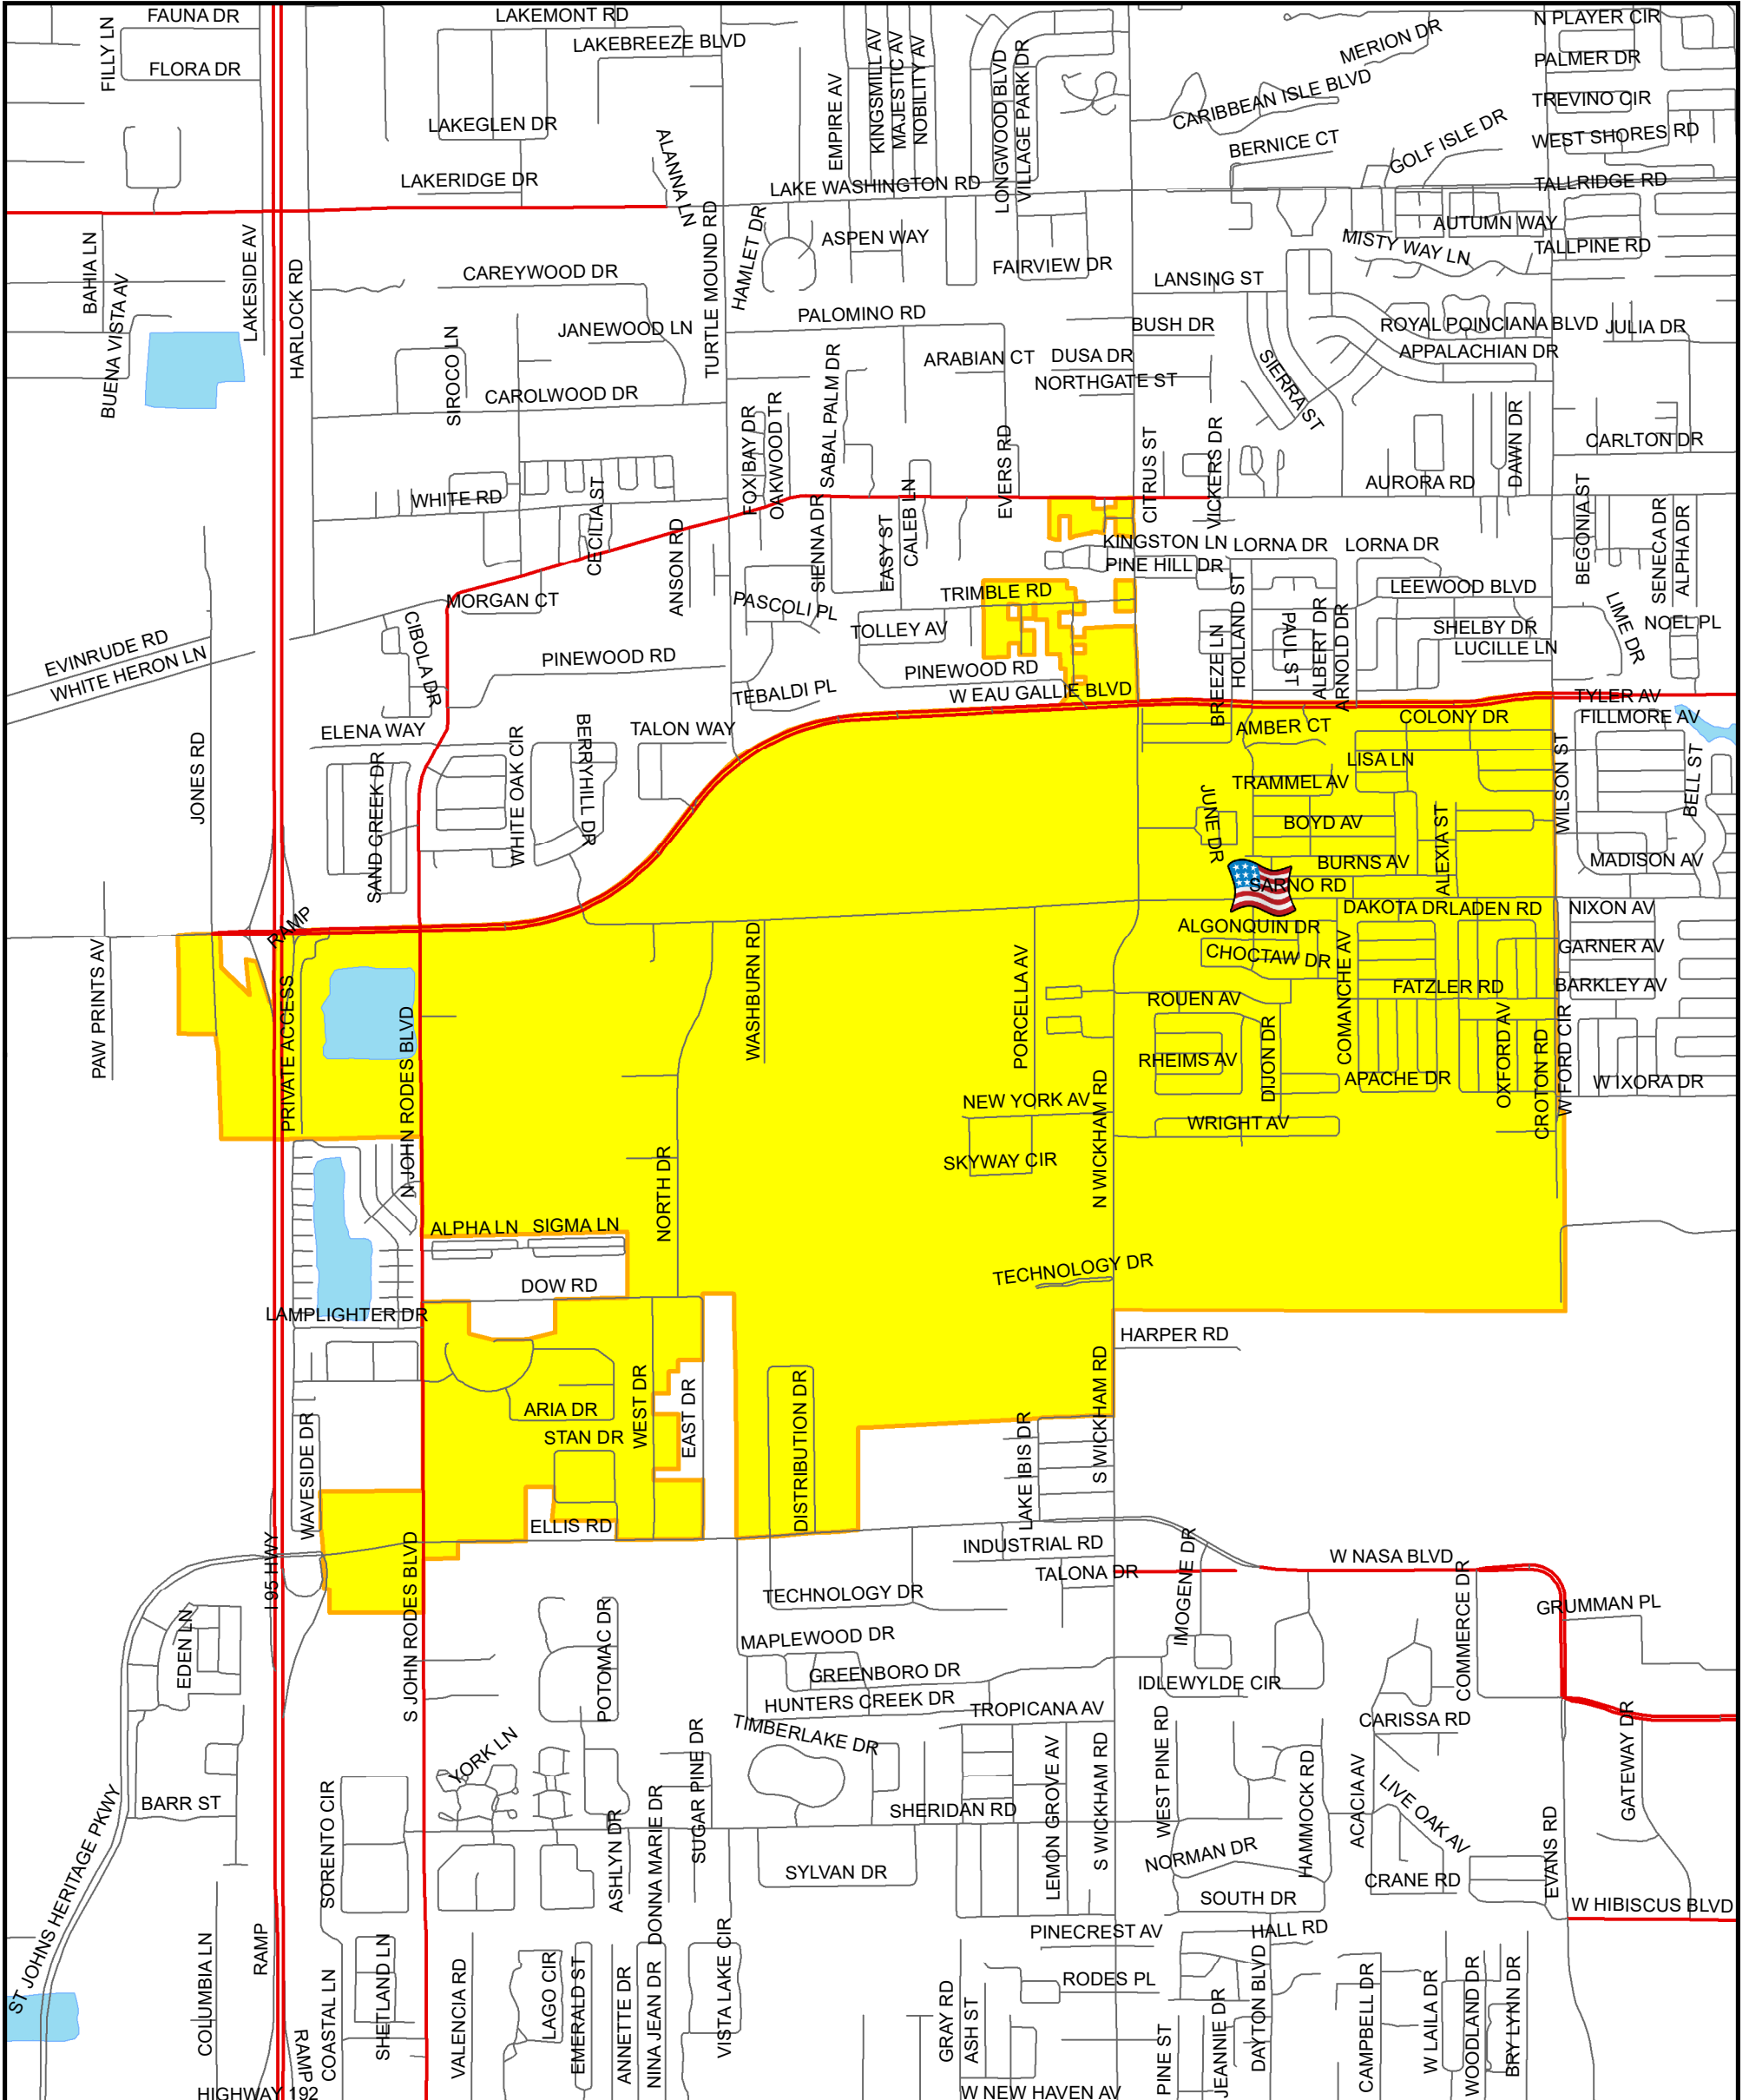 FAUNA DR
LAKEMONT RD
N PLAYER CIR
FILLY LN
LAKEBREEZE BLVD
MERION DR
PALMER DR
FLORA DR
EMPIRE AV
KINGSMILL AV
MAJESTIC AV
NOBILITY AV
LONGWOOD BLVD
VILLAGE PARK DR
CARIBBEAN ISLE BLVD
TREVINO CIR
LAKEGLEN DR
ALANNA LN
BERNICE CT
GOLF ISLE DR
WEST SHORES RD
LAKERIDGE DR
LAKE WASHINGTON RD
TALLRIDGE RD
BAHIA LN
LAKESIDE AV
HARLOCK RD
TURTLE MOUND RD
HAMLET DR
ASPEN WAY
AUTUMN WAY
MISTY WAY LN
TALLPINE RD
BUENA VISTA AV
CAREYWOOD DR
FAIRVIEW DR
LANSING ST
SIROCO LN
JANEWOOD LN
PALOMINO RD
BUSH DR
ROYAL POINCIANA BLVD
JULIA DR
ARABIAN CT
DUSA DR
APPALACHIAN DR
CAROLWOOD DR
SABAL PALM DR
NORTHGATE ST
SIERRA ST
FOXBAY DR
OAKWOOD TR
EVERS RD
CITRUS ST
VICKERS DR
DAWN DR
CARLTON DR
WHITE RD
CECILIA ST
AURORA RD
ANSON RD
SIENNA DR
EASY ST
CALEB LN
BEGONIA ST
SENECA DR
ALPHA DR
KINGSTON LN
LORNA DR
LORNA DR
PINE HILL DR
MORGAN CT
PASCOLI PL
TRIMBLE RD
LEEWOOD BLVD
EVINRUDE RD
WHITE HERON LN
CIBOLA DR
TOLLEY AV
BREEZE LN
HOLLAND ST
PAUL ST
ALBERT DR
ARNOLD DR
SHELBY DR
LUCILLE LN
LIME DR
NOEL PL
PINEWOOD RD
PINEWOOD RD
TEBALDI PL
W EAU GALLIE BLVD
TYLER AV
JONES RD
ELENA WAY
WHITE OAK CIR
BERRYHILL DR
TALON WAY
AMBER CT
COLONY DR
FILLMORE AV
SAND CREEK DR
LISA LN
WILSON ST
BELL ST
TRAMMEL AV
JUNE DR
BOYD AV
ALEXIA ST
BURNS AV
MADISON AV
SARNO RD
RAMP
ALGONQUIN DR
DAKOTA DR
LADEN RD
NIXON AV
PAW PRINTS AV
PRIVATE ACCESS
N JOHN RODES BLVD
WASHBURN RD
PORCELLA AV
CHOCTAW DR
COMANCHE AV
GARNER AV
ROUEN AV
FATZLER RD
BARKLEY AV
RHEIMS AV
DIJON DR
OXFORD AV
CROTON RD
W FORD CIR
APACHE DR
W IXORA DR
NEW YORK AV
N WICKHAM RD
WRIGHT AV
SKYWAY CIR
NORTH DR
ALPHA LN
SIGMA LN
TECHNOLOGY DR
DOW RD
LAMPLIGHTER DR
HARPER RD
WAVESIDE DR
ARIA DR
WEST DR
EAST DR
DISTRIBUTION DR
S WICKHAM RD
LAKE IBIS DR
STAN DR
ELLIS RD
I 95 HWY
S JOHN RODES BLVD
INDUSTRIAL RD
TALONA DR
IMOGENE DR
W NASA BLVD
TECHNOLOGY DR
COMMERCE DR
GRUMMAN PL
EDEN LN
POTOMAC DR
MAPLEWOOD DR
GREENBORO DR
IDLEWYLDE CIR
HUNTERS CREEK DR
TROPICANA AV
CARISSA RD
GATEWAY DR
YORK LN
TIMBERLAKE DR
SUGAR PINE DR
LEMON GROVE AV
S WICKHAM RD
WEST PINE RD
HAMMOCK RD
ACACIA AV
LIVE OAK AV
BARR ST
ST JOHNS HERITAGE PKWY
SORENTO CIR
ASHLYN DR
DONNA MARIE DR
SHERIDAN RD
SYLVAN DR
NORMAN DR
CRANE RD
EVANS RD
SOUTH DR
W HIBISCUS BLVD
COLUMBIA LN
RAMP
PINECREST AV
HALL RD
COASTAL LN
SHETLAND LN
VALENCIA RD
LAGO CIR
EMERALD ST
ANNETTE DR
NINA JEAN DR
VISTA LAKE CIR
GRAY RD
ASH ST
RODES PL
PINE ST
JEANNIE DR
DAYTON BLVD
CAMPBELL DR
W LAILA DR
WOODLAND DR
BRY LYNN DR
RAMP
HIGHWAY 192
W NEW HAVEN AV